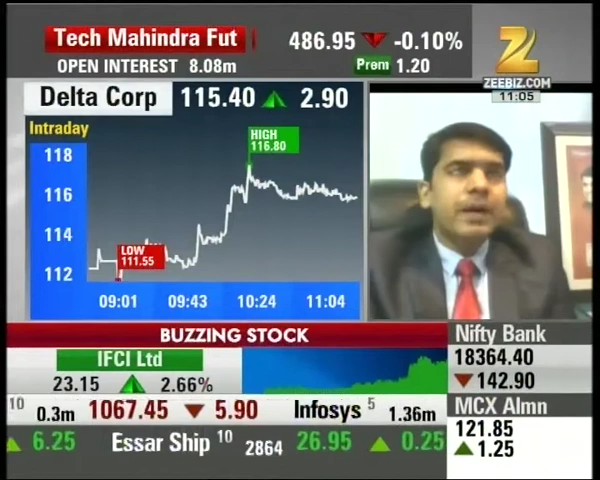 Tech Mahindra Fut
486.95 -0.10%
OPEN INTEREST 8.08m
Prem 1.20
ZEEBIZ.COM
11:05
Delta Corp 115.40 2.90
Intraday
118
116
114
112
HIGH
116.80
LOW
111.55
09:01 09:43 10:24 11:04
BUZZING STOCK
IFCI Ltd
23.15 2.66%
Nifty Bank
18364.40
142.90
10 0.3m 1067.45 5.90 Infosys 5 1.36m
MCX Almn
121.85
1.25
6.25 Essar Ship 10 2864 26.95 0.25